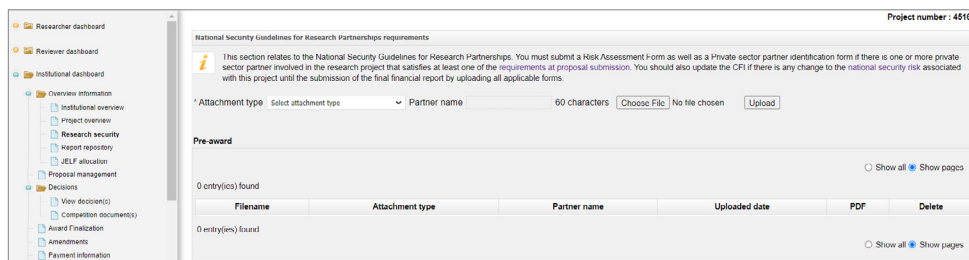 Project number : 4516
Researcher dashboard
Reviewer dashboard
Institutional dashboard
Overview information
Institutional overview
Project overview
Research security
Report repository
JELF allocation
Proposal management
Decisions
View decision(s)
Competition document(s)
Award Finalization
Amendments
Payment information
National Security Guidelines for Research Partnerships requirements
This section relates to the National Security Guidelines for Research Partnerships. You must submit a Risk Assessment Form as well as a Private sector partner identification form if there is one or more private-
sector partner involved in the research project that satisfies at least one of the requirements at proposal submission. You should also update the CFI if there is any change to the national security risk associated
with this project until the submission of the final financial report by uploading all applicable forms.
* Attachment type Select attachment type Partner name 60 characters Choose File No file chosen Upload
Pre-award
Show all Show pages
0 entry(ies) found
Filename Attachment type Partner name Uploaded date PDF Delete
0 entry(ies) found
Show all Show pages